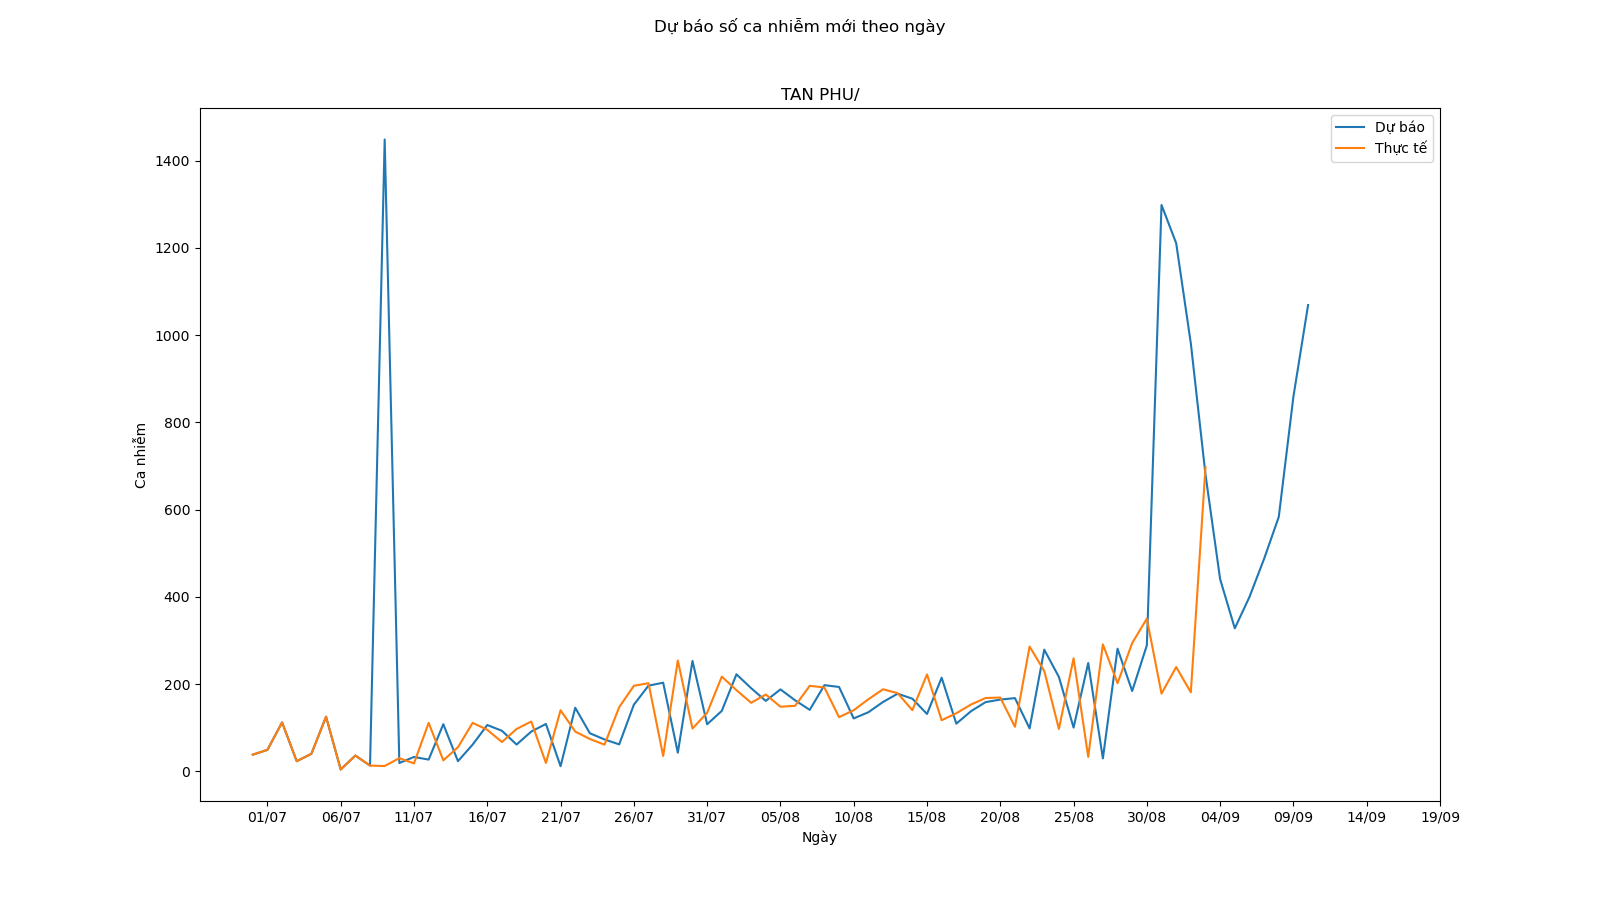 Dự báo số ca nhiễm mới theo ngày
TAN PHU/
Dự báo
Thực tế
1400
1200
1000
800
600
400
200
0
Ca nhiễm
01/07 06/07 11/07 16/07 21/07 26/07 31/07 05/08 10/08 15/08 20/08 25/08 30/08 04/09 09/09 14/09 19/09
Ngày